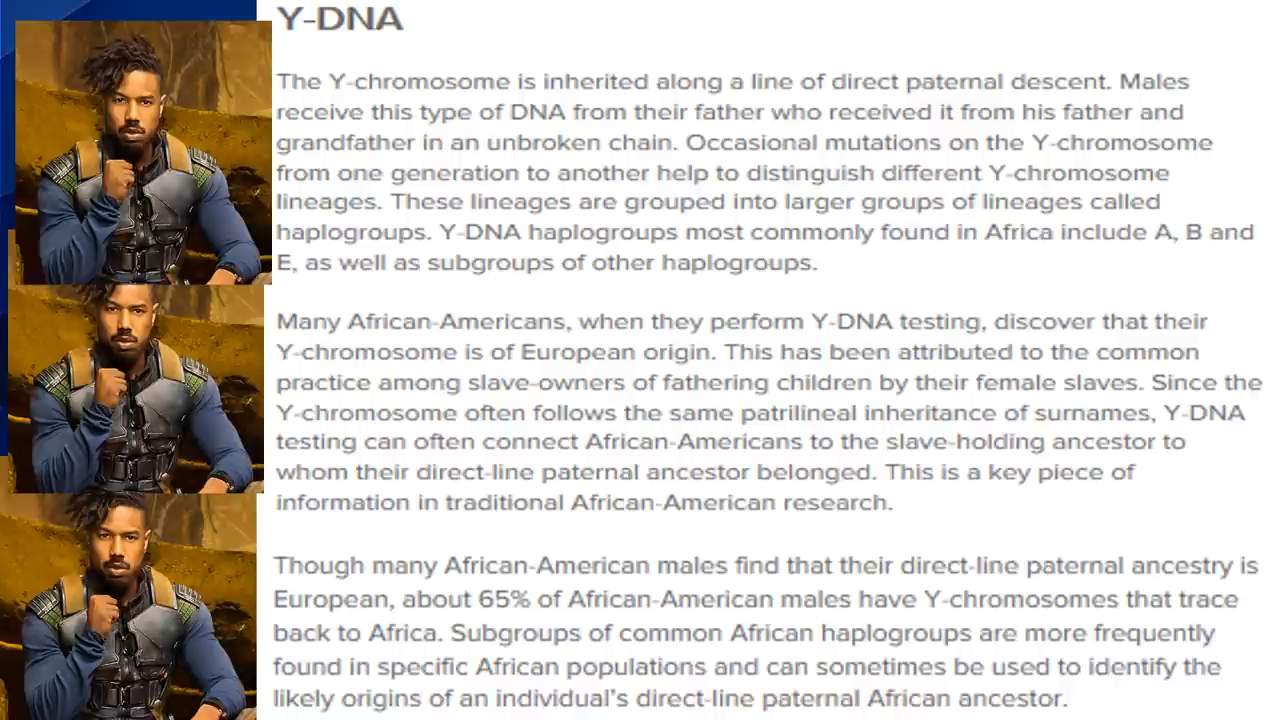 Y-DNA
The Y-chromosome is inherited along a line of direct paternal descent. Males
receive this type of DNA from their father who received it from his father and
grandfather in an unbroken chain. Occasional mutations on the Y-chromosome
from one generation to another help to distinguish different Y-chromosome
lineages. These lineages are grouped into larger groups of lineages called
haplogroups. Y-DNA haplogroups most commonly found in Africa include A, B and
E, as well as subgroups of other haplogroups.
Many African-Americans, when they perform Y-DNA testing, discover that their
Y-chromosome is of European origin. This has been attributed to the common
practice among slave-owners of fathering children by their female slaves. Since the
Y-chromosome often follows the same patrilineal inheritance of surnames, Y-DNA
testing can often connect African-Americans to the slave-holding ancestor to
whom their direct-line paternal ancestor belonged. This is a key piece of
information in traditional African-American research.
Though many African-American males find that their direct-line paternal ancestry is
European, about 65% of African-American males have Y-chromosomes that trace
back to Africa. Subgroups of common African haplogroups are more frequently
found in specific African populations and can sometimes be used to identify the
likely origins of an individual's direct-line paternal African ancestor.